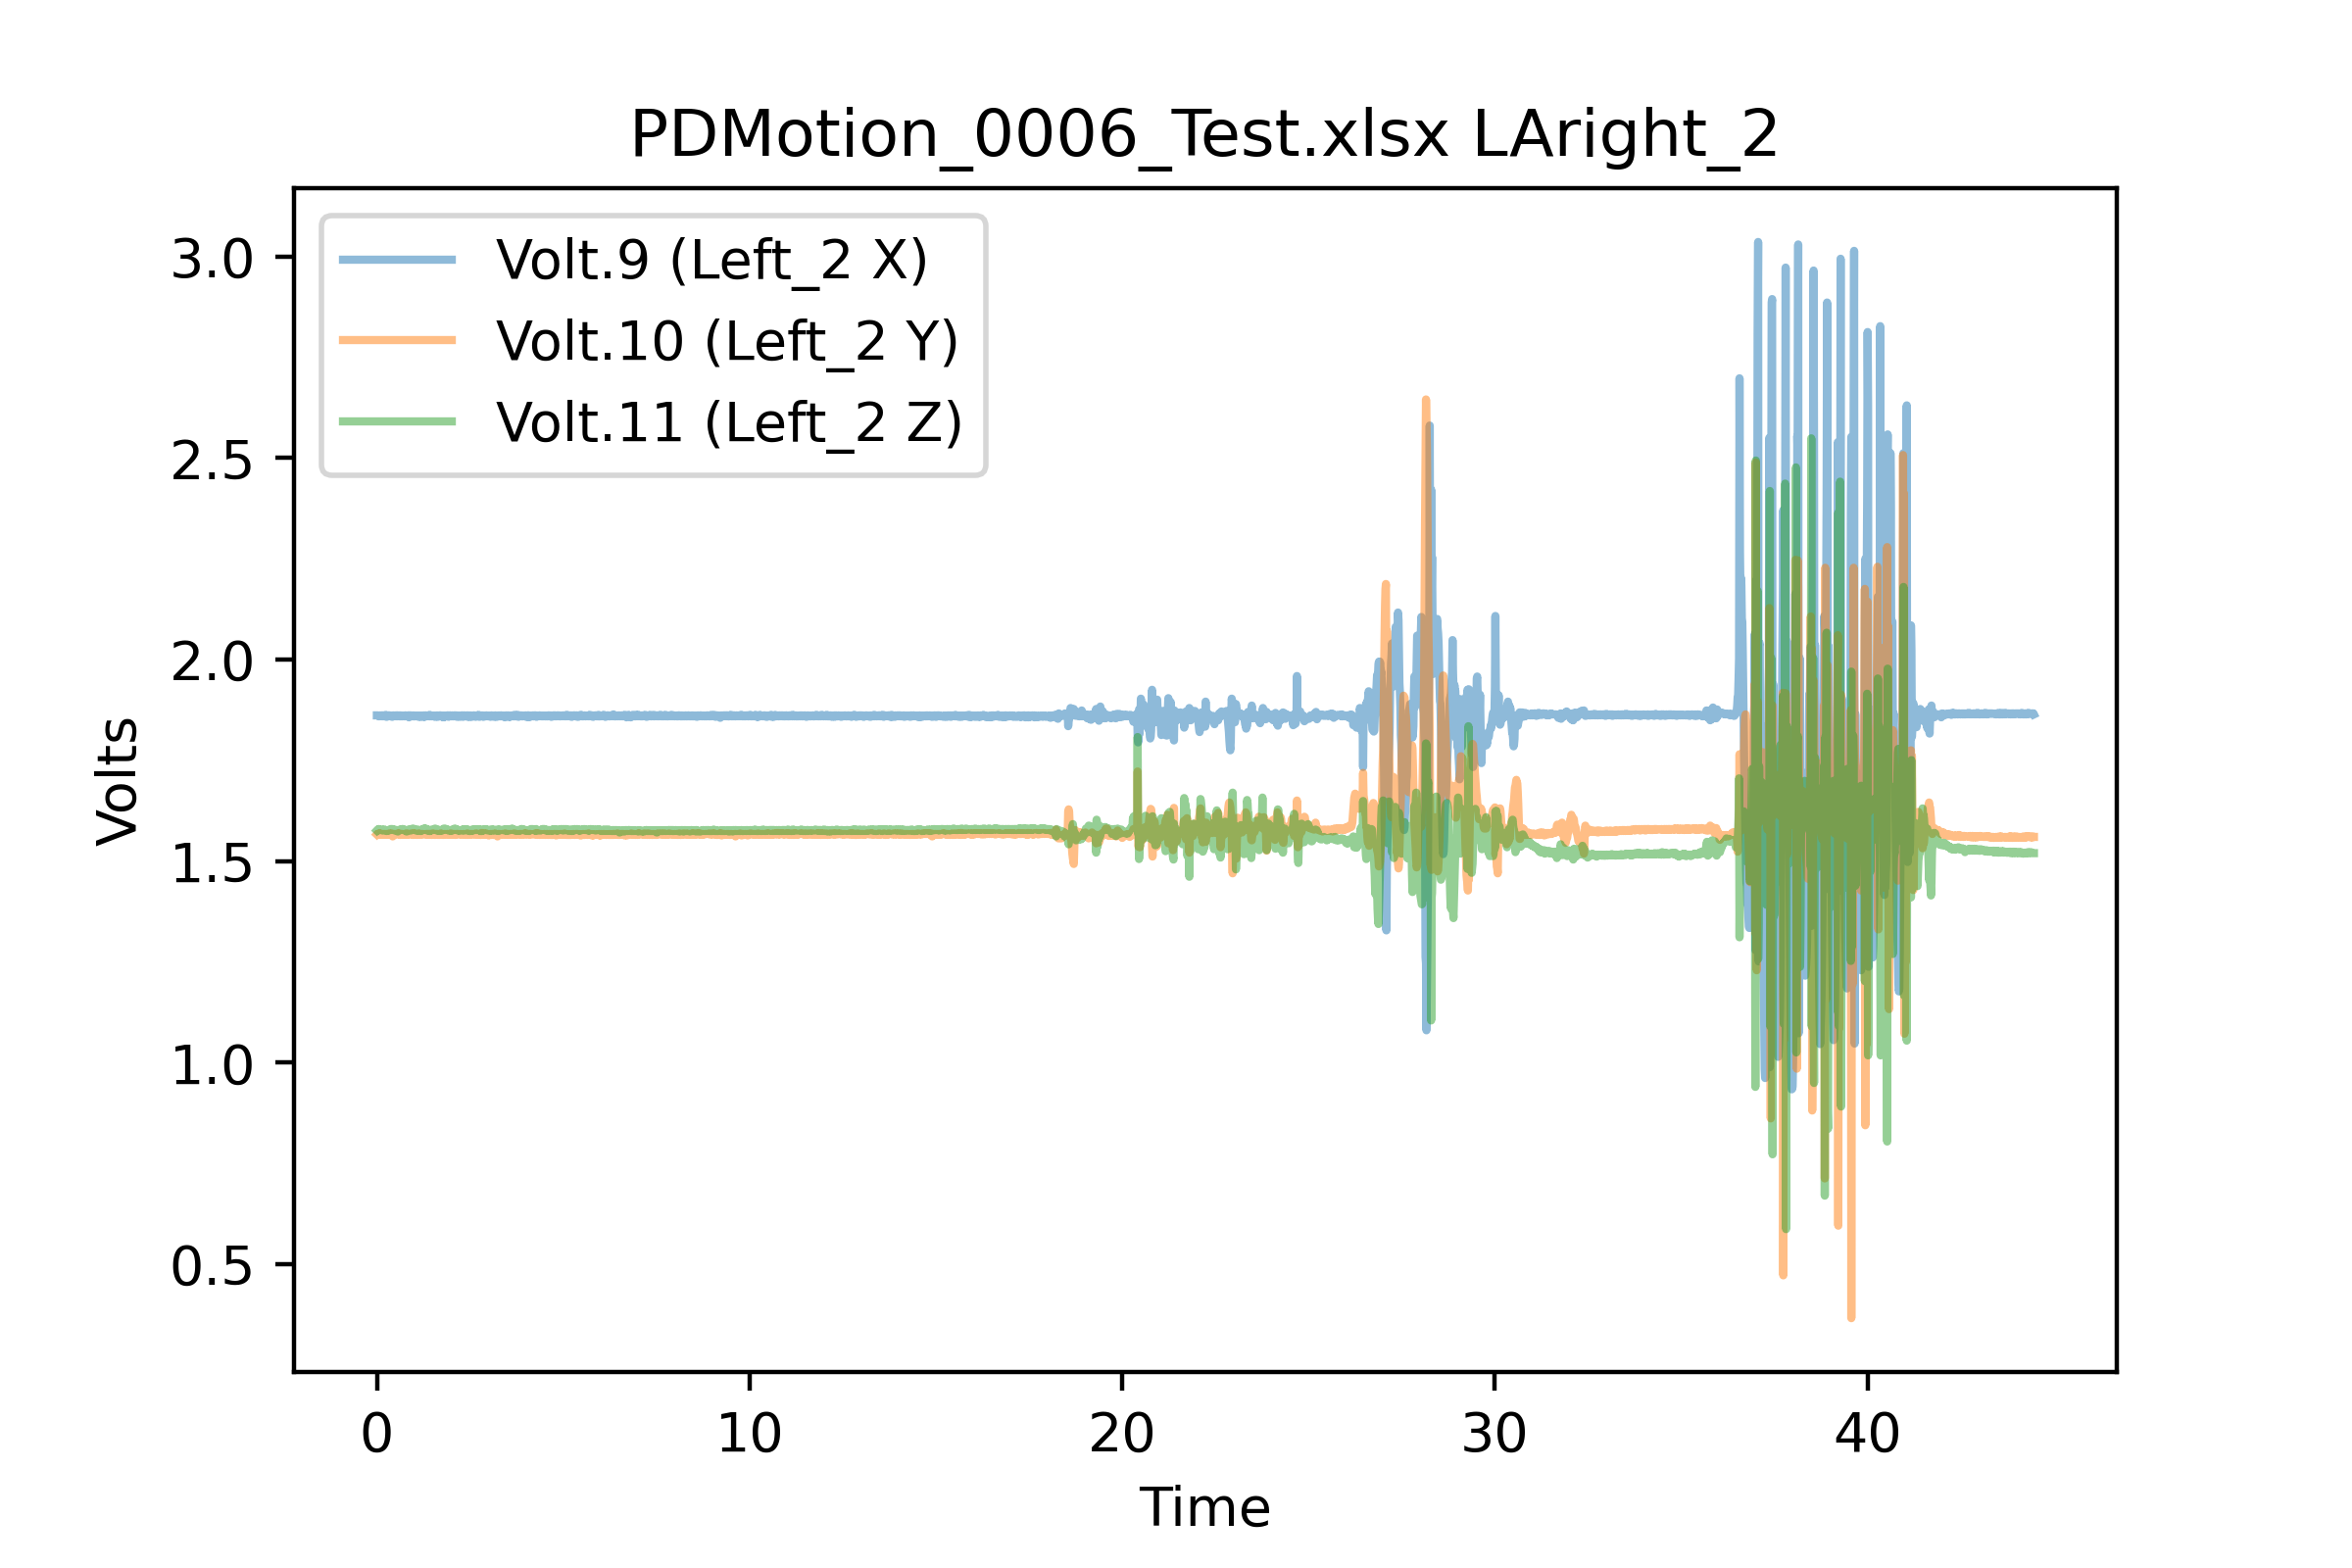 PDMotion_0006_Test.xlsx LAright_2
Volt.9 (Left_2 X)
Volt.10 (Left_2 Y)
Volt.11 (Left_2 Z)
3.0
2.5
2.0
1.5
1.0
0.5
Volts
0 10 20 30 40
Time